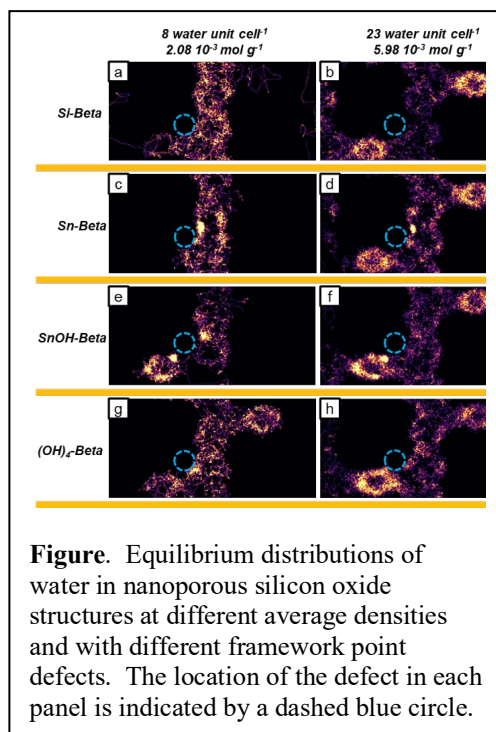 8 water unit cell-1 23 water unit cell-1
2.08 10-3 mol g-1 5.98 10-3 mol g-1
a b
Si-Beta
c d
Sn-Beta
e f
SnOH-Beta
g h
(OH)4-Beta
Figure. Equilibrium distributions of
water in nanoporous silicon oxide
structures at different average densities
and with different framework point
defects. The location of the defect in each
panel is indicated by a dashed blue circle.